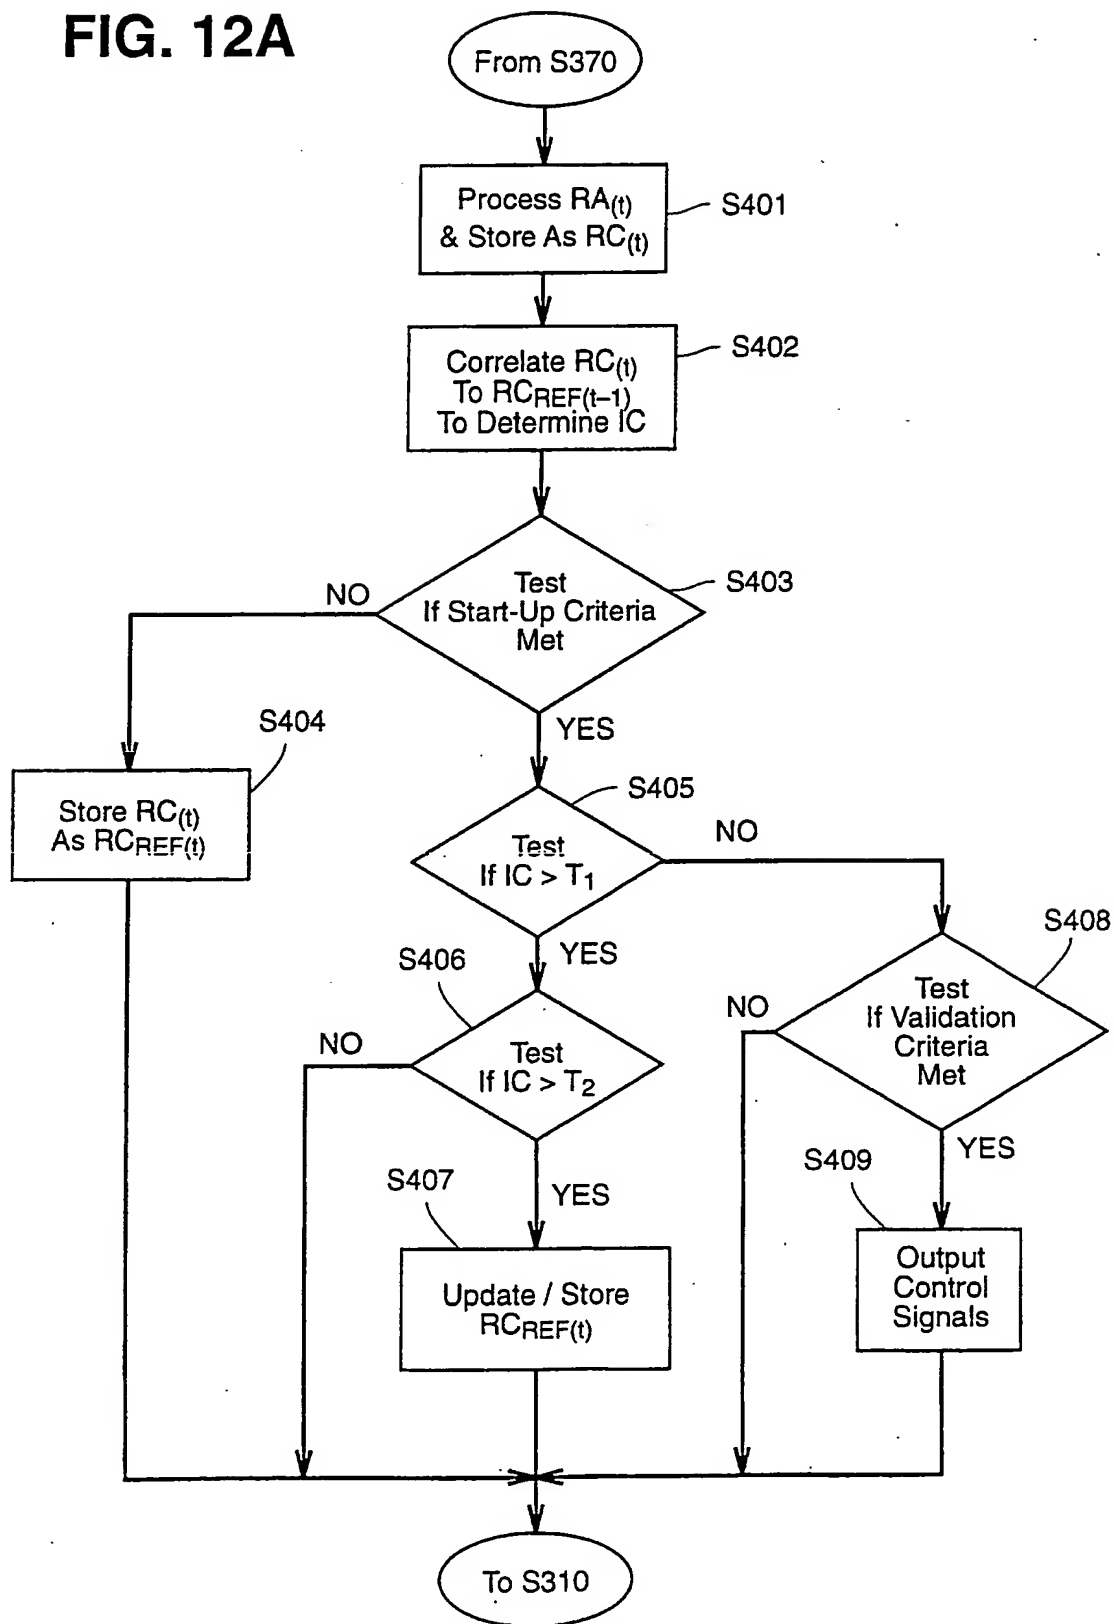 FIG. 12A
From S370
Process RA(t)
& Store As RC(t)
S401
Correlate RC(t)
To RCREF(t–1)
To Determine IC
S402
Test
If Start-Up Criteria
Met
S403
NO
YES
S404
Store RC(t)
As RCREF(t)
S405
Test
If IC > T1
NO
YES
S406
Test
If IC > T2
NO
YES
S408
Test
If Validation
Criteria
Met
NO
YES
S407
Update / Store
RCREF(t)
S409
Output
Control
Signals
To S310